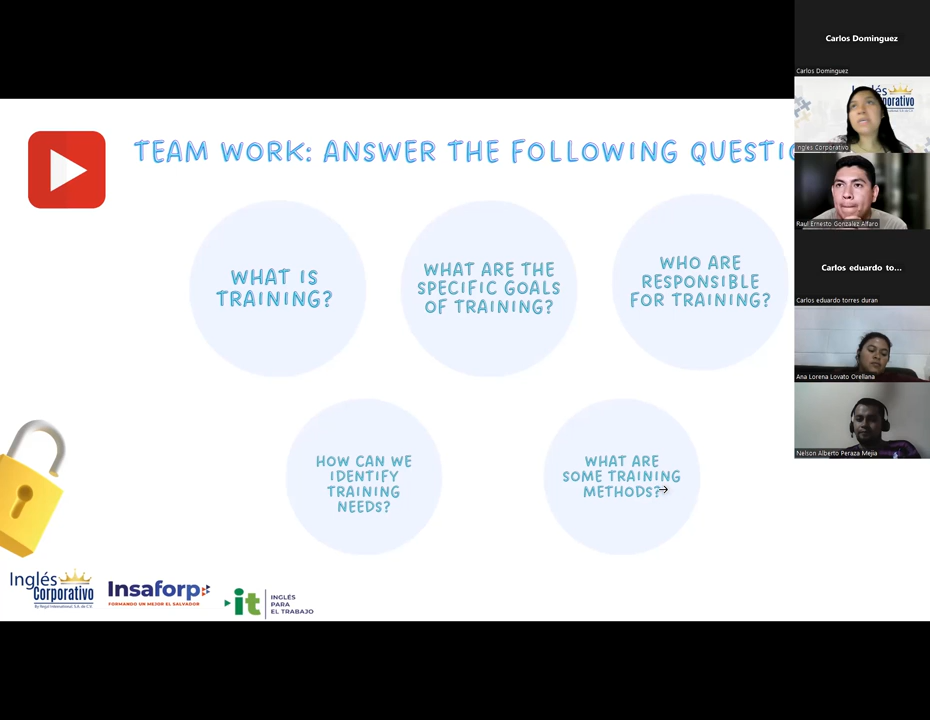 Carlos Dominguez
Carlos Dominguez
Inglés
Corporativo
Ingles Corporativo
Raul Ernesto Gonzalez Alfaro
Carlos eduardo to...
Carlos eduardo torres duran
Ana Lorena Lovato Orellana
Nelson Alberto Peraza Mejia
TEAM WORK: ANSWER THE FOLLOWING
WHAT IS
TRAINING?
WHAT ARE THE
SPECIFIC GOALS
OF TRAINING?
WHO ARE
RESPONSIBLE
FOR TRAINING?
HOW CAN WE
IDENTIFY
TRAINING
NEEDS?
WHAT ARE
SOME TRAINING
METHODS?
Inglés
Corporativo
Insaforp
FORMANDO UN MEJOR EL SALVADOR
it
INGLÉS
PARA
EL TRABAJO